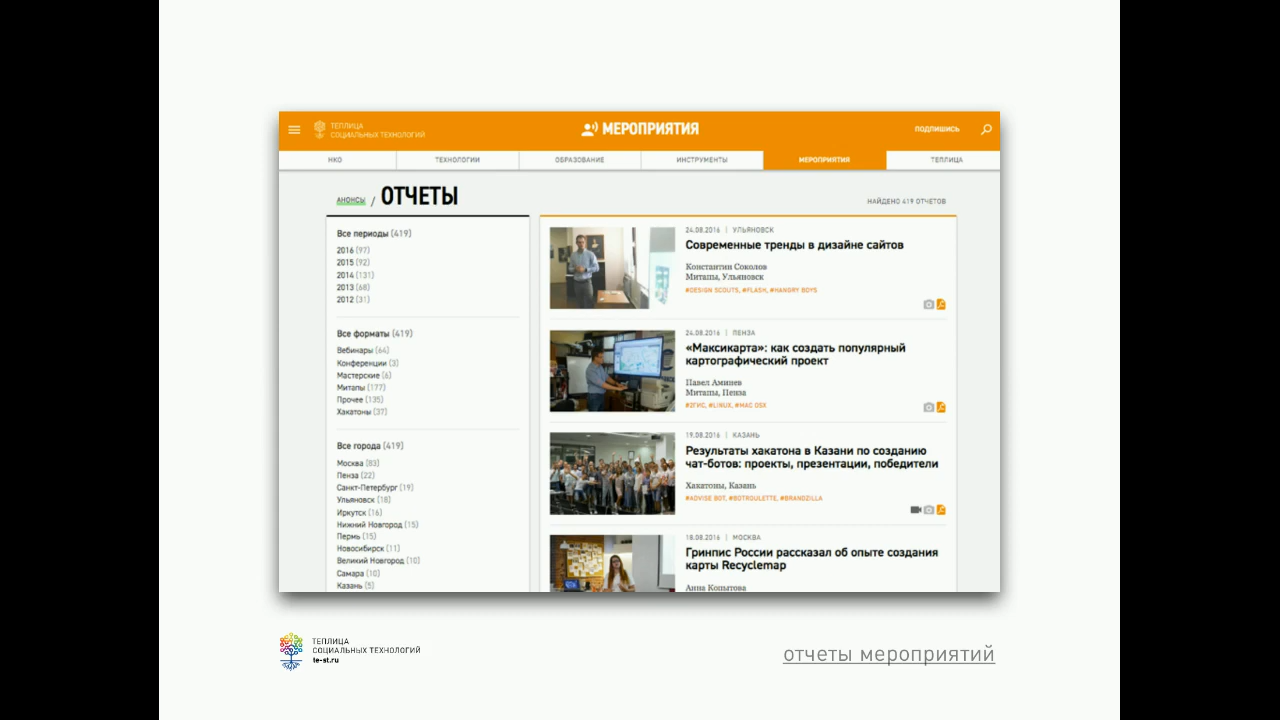 ТЕПЛИЦА
СОЦИАЛЬНЫХ ТЕХНОЛОГИЙ
МЕРОПРИЯТИЯ
ПОДПИШИСЬ
НКО
ТЕХНОЛОГИИ
ОБРАЗОВАНИЕ
ИНСТРУМЕНТЫ
МЕРОПРИЯТИЯ
ТЕПЛИЦА
АНОНСЫ / ОТЧЕТЫ
НАЙДЕНО 419 ОТЧЕТОВ
Все периоды (419)
2016 (97)
2015 (92)
2014 (131)
2013 (68)
2012 (31)
Все форматы (419)
Вебинары (64)
Конференции (3)
Мастерские (6)
Митапы (177)
Прочее (135)
Хакатоны (37)
Все города (419)
Москва (83)
Пенза (22)
Санкт-Петербург (19)
Ульяновск (18)
Иркутск (16)
Нижний Новгород (15)
Пермь (15)
Новосибирск (11)
Великий Новгород (10)
Самара (10)
Казань (5)
24.08.2016 | УЛЬЯНОВСК
Современные тренды в дизайне сайтов
Константин Соколов
Митапы, Ульяновск
#DESIGN SCOUTS, #FLASH, #HANGRY BOYS
24.08.2016 | ПЕНЗА
«Максикарта»: как создать популярный
картографический проект
Павел Аминев
Митапы, Пенза
#2ГИС, #LINUX, #MAC OSX
19.08.2016 | КАЗАНЬ
Результаты хакатона в Казани по созданию
чат-ботов: проекты, презентации, победители
Хакатоны, Казань
#ADVISE BOT, #BOTROULETTE, #BRANDZILLA
18.08.2016 | МОСКВА
Гринпис России рассказал об опыте создания
карты Recyclemap
Анна Копытова
ТЕПЛИЦА
СОЦИАЛЬНЫХ ТЕХНОЛОГИЙ
te-st.ru
отчеты мероприятий